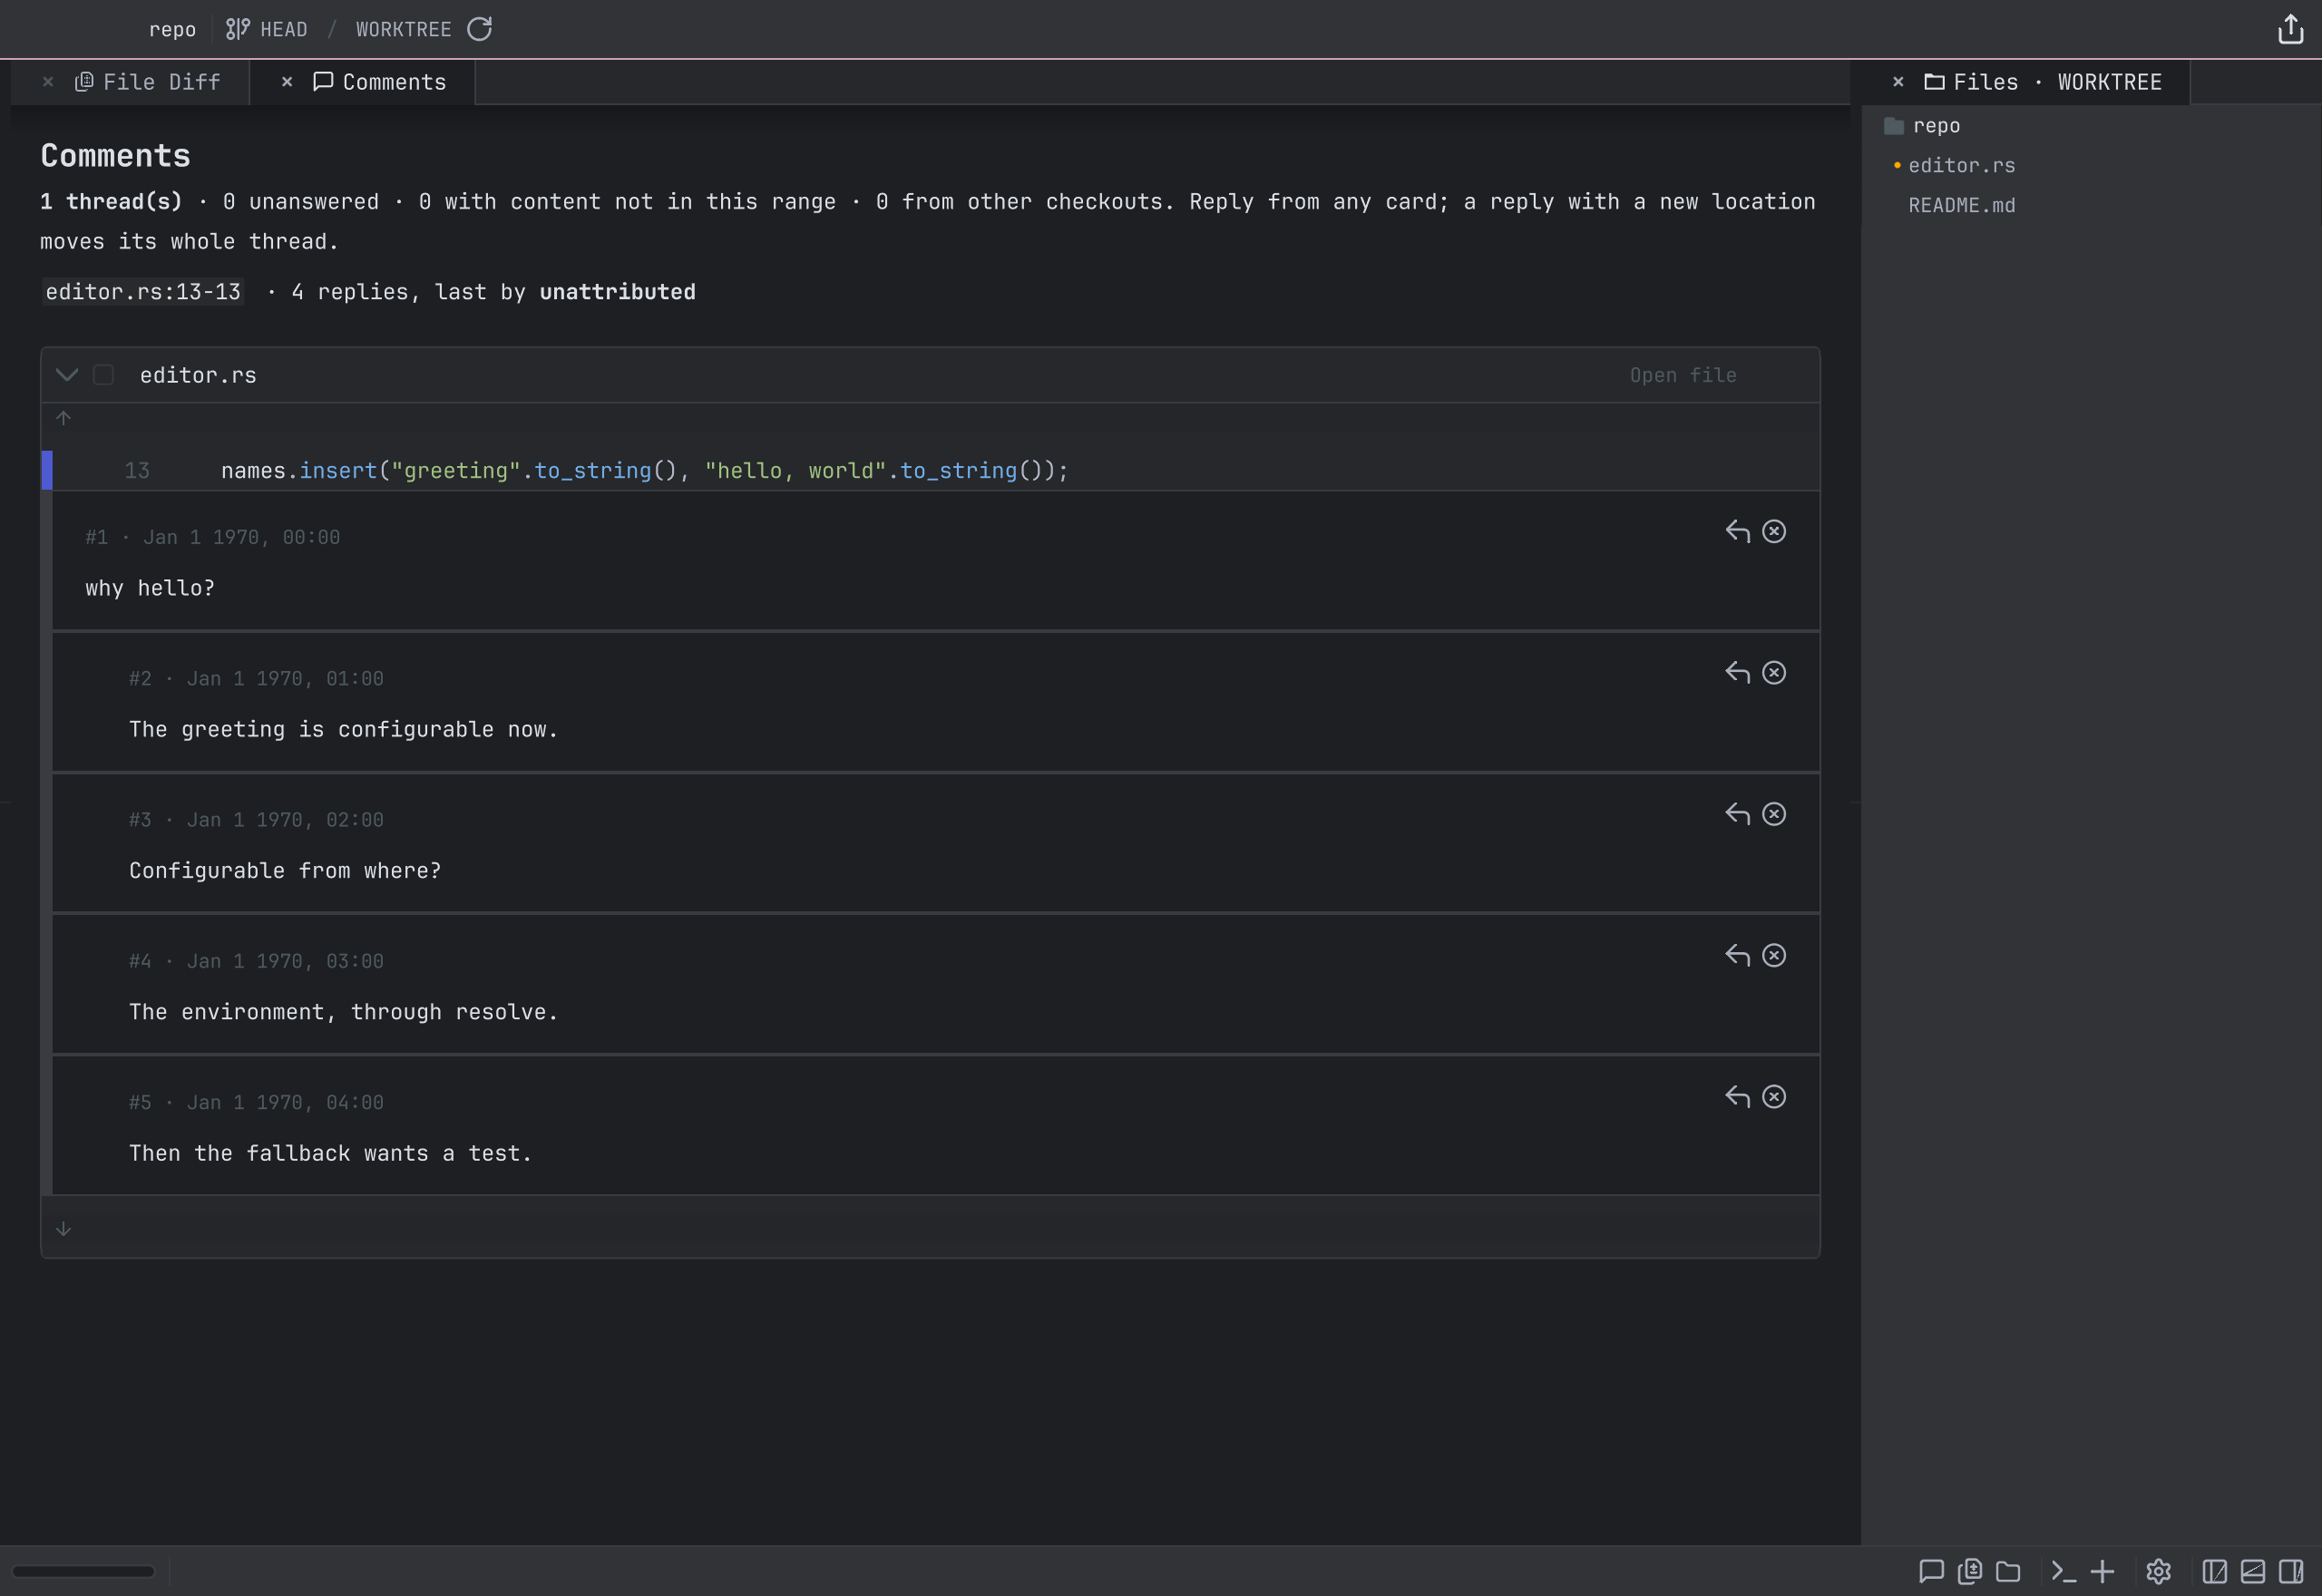 repo HEAD / WORKTREE
File Diff
Comments
Files · WORKTREE
repo
editor.rs
README.md
Comments
1 thread(s) · 0 unanswered · 0 with content not in this range · 0 from other checkouts. Reply from any card; a reply with a new location
moves its whole thread.
editor.rs:13-13 · 4 replies, last by unattributed
editor.rs Open file
13 names.insert("greeting".to_string(), "hello, world".to_string());
#1 · Jan 1 1970, 00:00
why hello?
#2 · Jan 1 1970, 01:00
The greeting is configurable now.
#3 · Jan 1 1970, 02:00
Configurable from where?
#4 · Jan 1 1970, 03:00
The environment, through resolve.
#5 · Jan 1 1970, 04:00
Then the fallback wants a test.